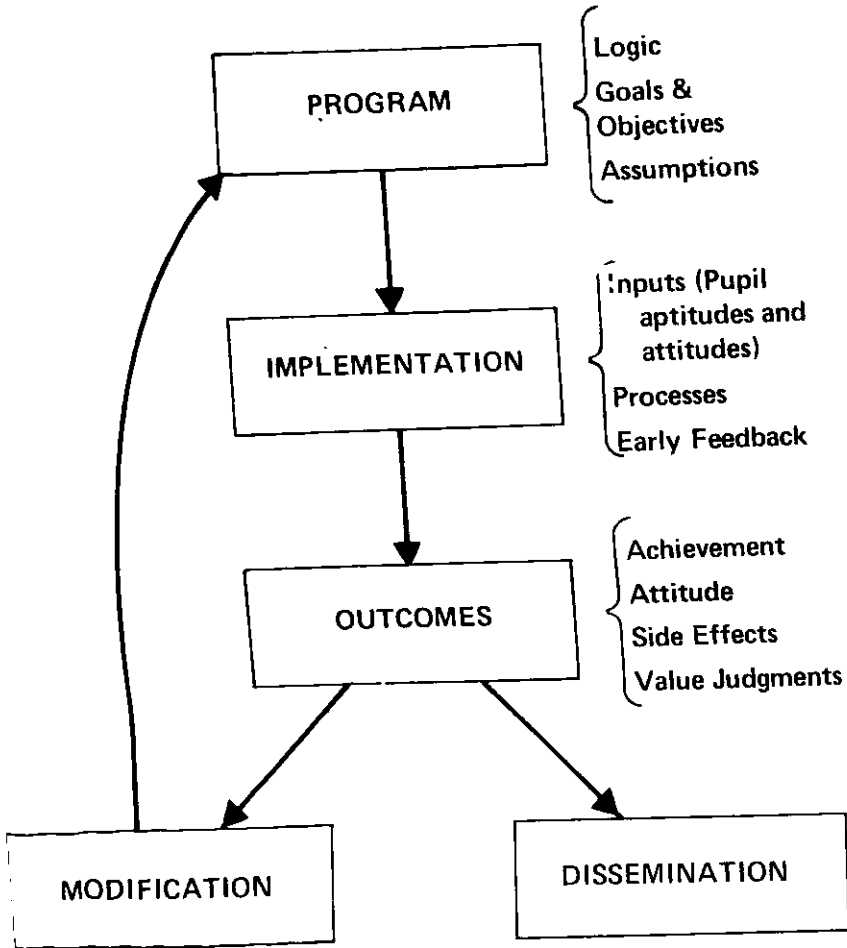 PROGRAM
Logic
Goals &
Objectives
Assumptions
IMPLEMENTATION
Inputs (Pupil
aptitudes and
attitudes)
Processes
Early Feedback
OUTCOMES
Achievement
Attitude
Side Effects
Value Judgments
MODIFICATION
DISSEMINATION